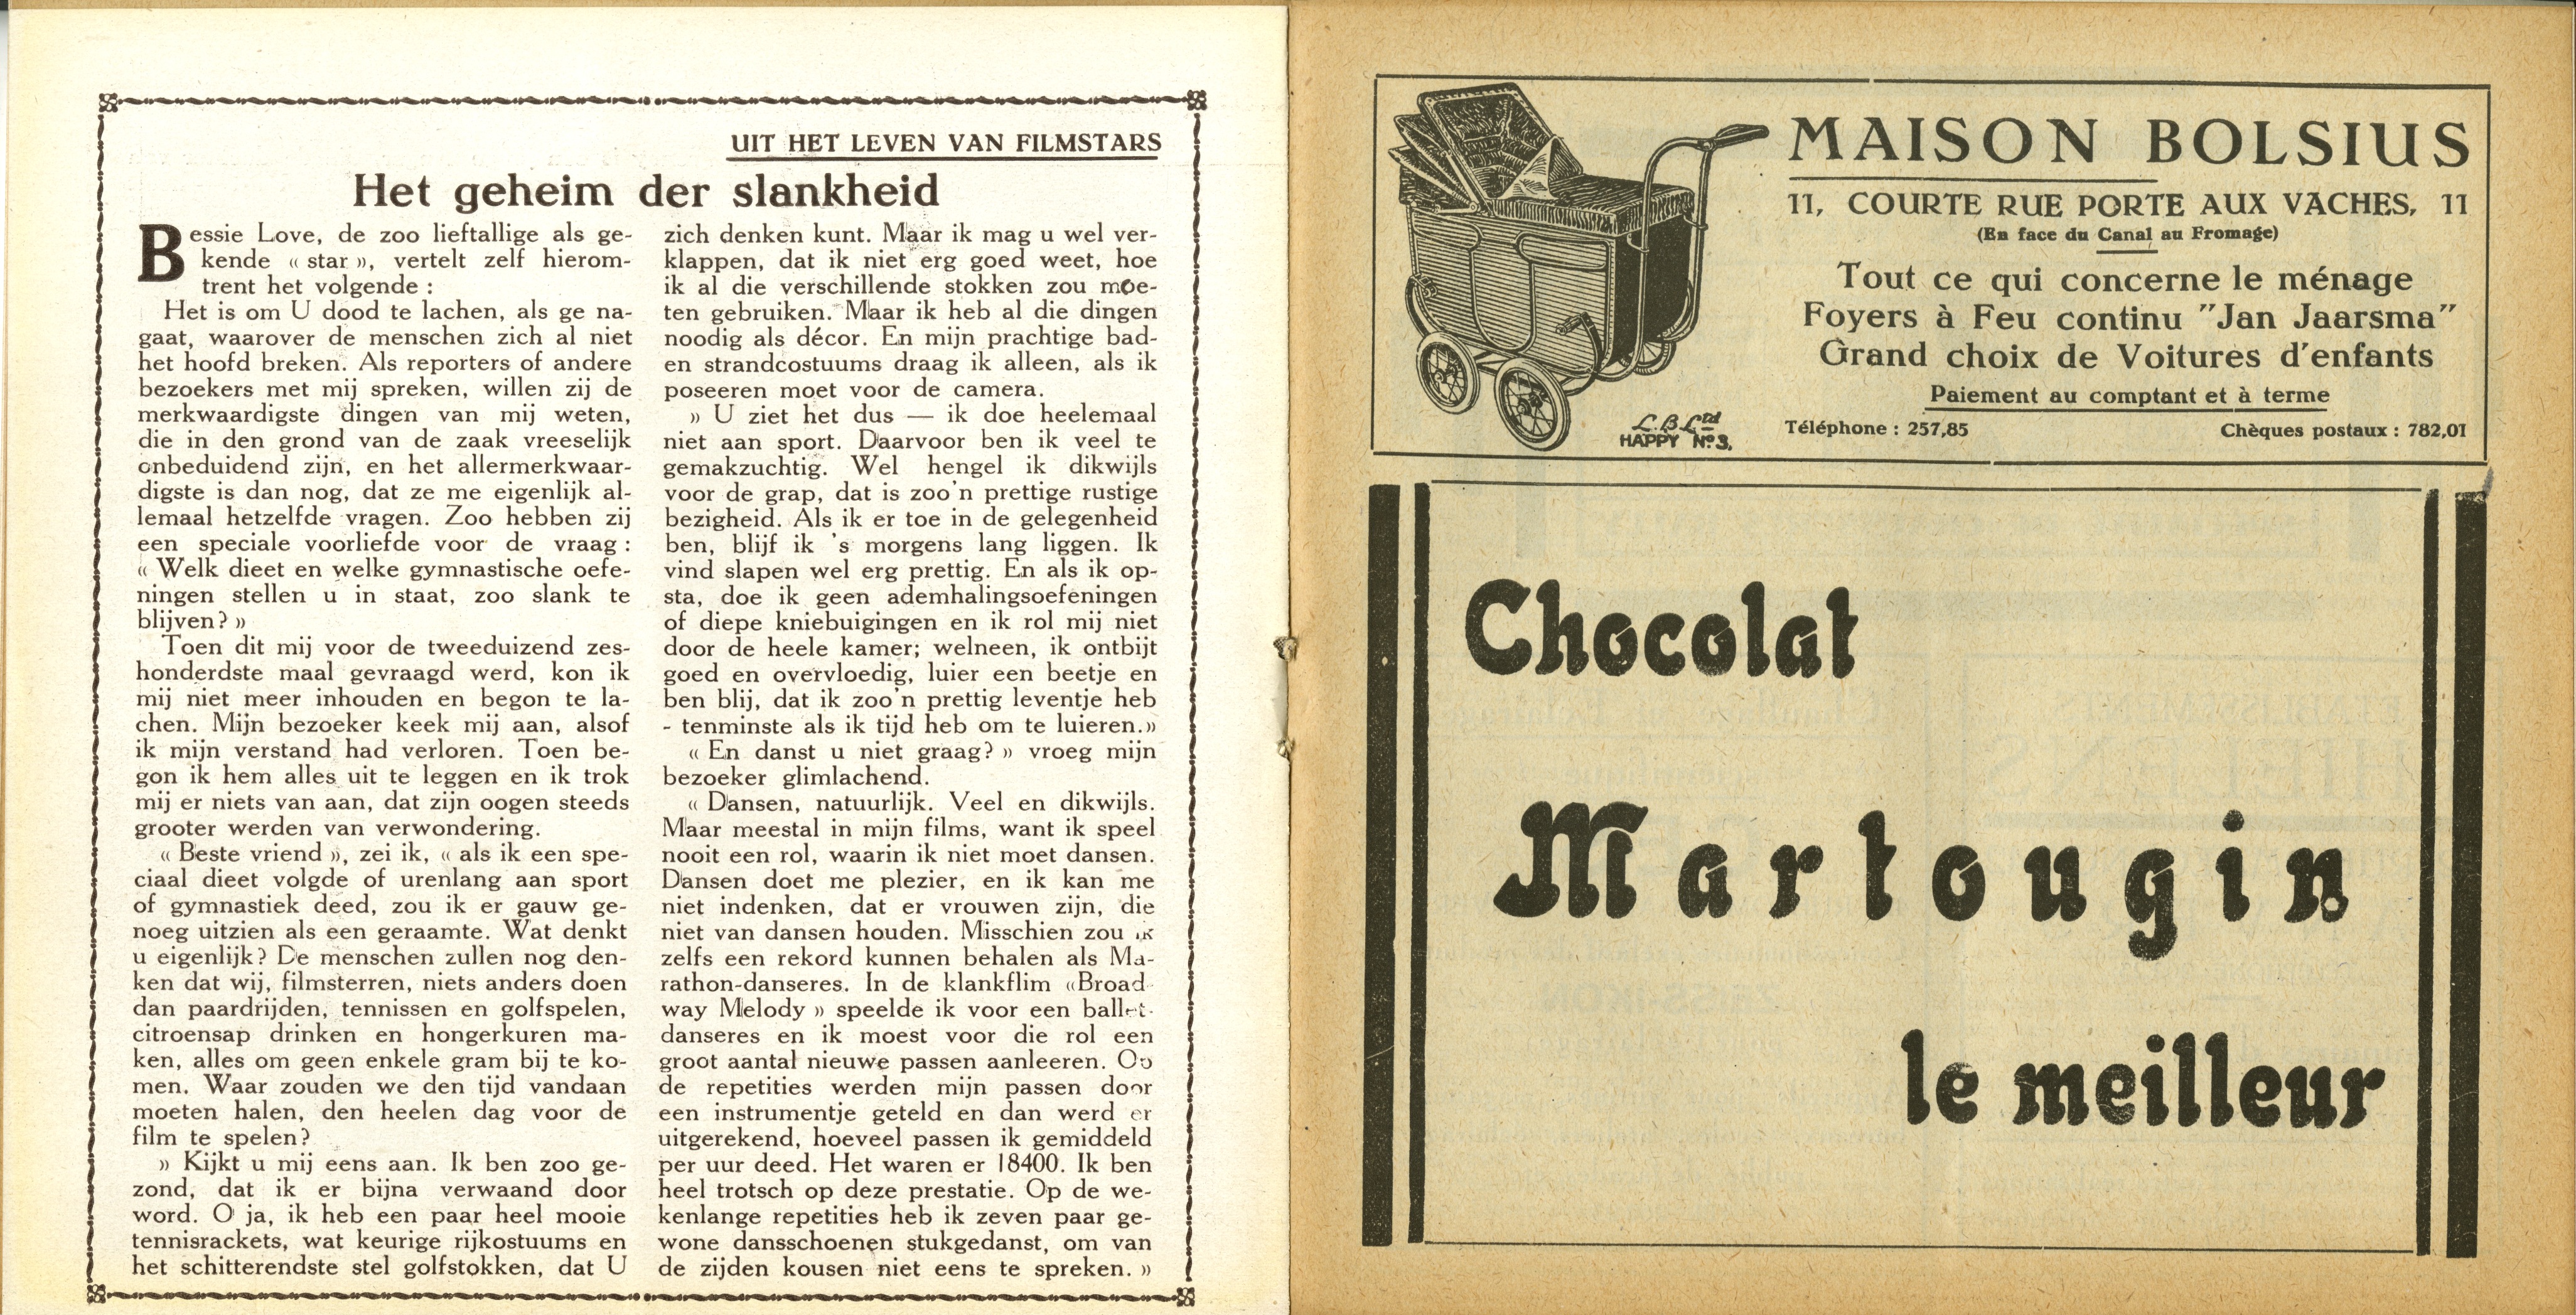 UIT HET LEVEN VAN FILMSTARS
Het geheim der slankheid
Bessie Love, de zoo lieftallige als ge-
kende « star », vertelt zelf hierom-
trent het volgende :
Het is om U dood te lachen, als ge na-
gaat, waarover de menschen zich al niet
het hoofd breken. Als reporters of andere
bezoekers met mij spreken, willen zij de
merkwaardigste dingen van mij weten,
die in den grond van de zaak vreeselijk
onbeduidend zijn, en het allermerkwaar-
digste is dan nog, dat ze me eigenlijk al-
lemaal hetzelfde vragen. Zoo hebben zij
een speciale voorliefde voor de vraag :
« Welk dieet en welke gymnastische oefe-
ningen stellen u in staat, zoo slank te
blijven? »
Toen dit mij voor de tweeduizend zes-
honderdste maal gevraagd werd, kon ik
mij niet meer inhouden en begon te la-
chen. Mijn bezoeker keek mij aan, alsof
ik mijn verstand had verloren. Toen be-
gon ik hem alles uit te leggen en ik trok
mij er niets van aan, dat zijn oogen steeds
grooter werden van verwondering.
« Beste vriend », zei ik, « als ik een spe-
ciaal dieet volgde of urenlang aan sport
of gymnastiek deed, zou ik er gauw ge-
noeg uitzien als een geraamte. Wat denkt
u eigenlijk? De menschen zullen nog den-
ken dat wij, filmsterren, niets anders doen
dan paardrijden, tennissen en golfspelen,
citroensap drinken en hongerkuren ma-
ken, alles om geen enkele gram bij te ko-
men. Waar zouden we den tijd vandaan
moeten halen, den heelen dag voor de
film te spelen?
» Kijkt u mij eens aan. Ik ben zoo ge-
zond, dat ik er bijna verwaand door
word. O ja, ik heb een paar heel mooie
tennisrackets, wat keurige rijkostuums en
het schitterendste stel golfstokken, dat U
zich denken kunt. Maar ik mag u wel ver-
klappen, dat ik niet erg goed weet, hoe
ik al die verschillende stokken zou moe-
ten gebruiken. Maar ik heb al die dingen
noodig als décor. En mijn prachtige bad-
en strandcostuums draag ik alleen, als ik
poseeren moet voor de camera.
» U ziet het dus — ik doe heelemaal
niet aan sport. Daarvoor ben ik veel te
gemakzuchtig. Wel hengel ik dikwijls
voor de grap, dat is zoo'n prettige rustige
bezigheid. Als ik er toe in de gelegenheid
ben, blijf ik 's morgens lang liggen. Ik
vind slapen wel erg prettig. En als ik op-
sta, doe ik geen ademhalingsoefeningen
of diepe kniebuigingen en ik rol mij niet
door de heele kamer; welneen, ik ontbijt
goed en overvloedig, luier een beetje en
ben blij, dat ik zoo'n prettig leventje heb
- tenminste als ik tijd heb om te luieren.»
« En danst u niet graag? » vroeg mijn
bezoeker glimlachend.
« Dansen, natuurlijk. Veel en dikwijls.
Maar meestal in mijn films, want ik speel
nooit een rol, waarin ik niet moet dansen.
Dansen doet me plezier, en ik kan me
niet indenken, dat er vrouwen zijn, die
niet van dansen houden. Misschien zou ik
zelfs een rekord kunnen behalen als Ma-
rathon-danseres. In de klankflim «Broad-
way Melody » speelde ik voor een ballet-
danseres en ik moest voor die rol een
groot aantal nieuwe passen aanleeren. Op
de repetities werden mijn passen door
een instrumentje geteld en dan werd er
uitgerekend, hoeveel passen ik gemiddeld
per uur deed. Het waren er 18400. Ik ben
heel trotsch op deze prestatie. Op de we-
kenlange repetities heb ik zeven paar ge-
wone dansschoenen stukgedanst, om van
de zijden kousen niet eens te spreken. »
MAISON BOLSIUS
11, COURTE RUE PORTE AUX VACHES, 11
(En face du Canal au Fromage)
Tout ce qui concerne le ménage
Foyers à Feu continu "Jan Jaarsma"
Grand choix de Voitures d'enfants
Paiement au comptant et à terme
Téléphone : 257,85 Chèques postaux : 782,01
L.B Ltd
HAPPY No 3.
Chocolat
Martougin
le meilleur